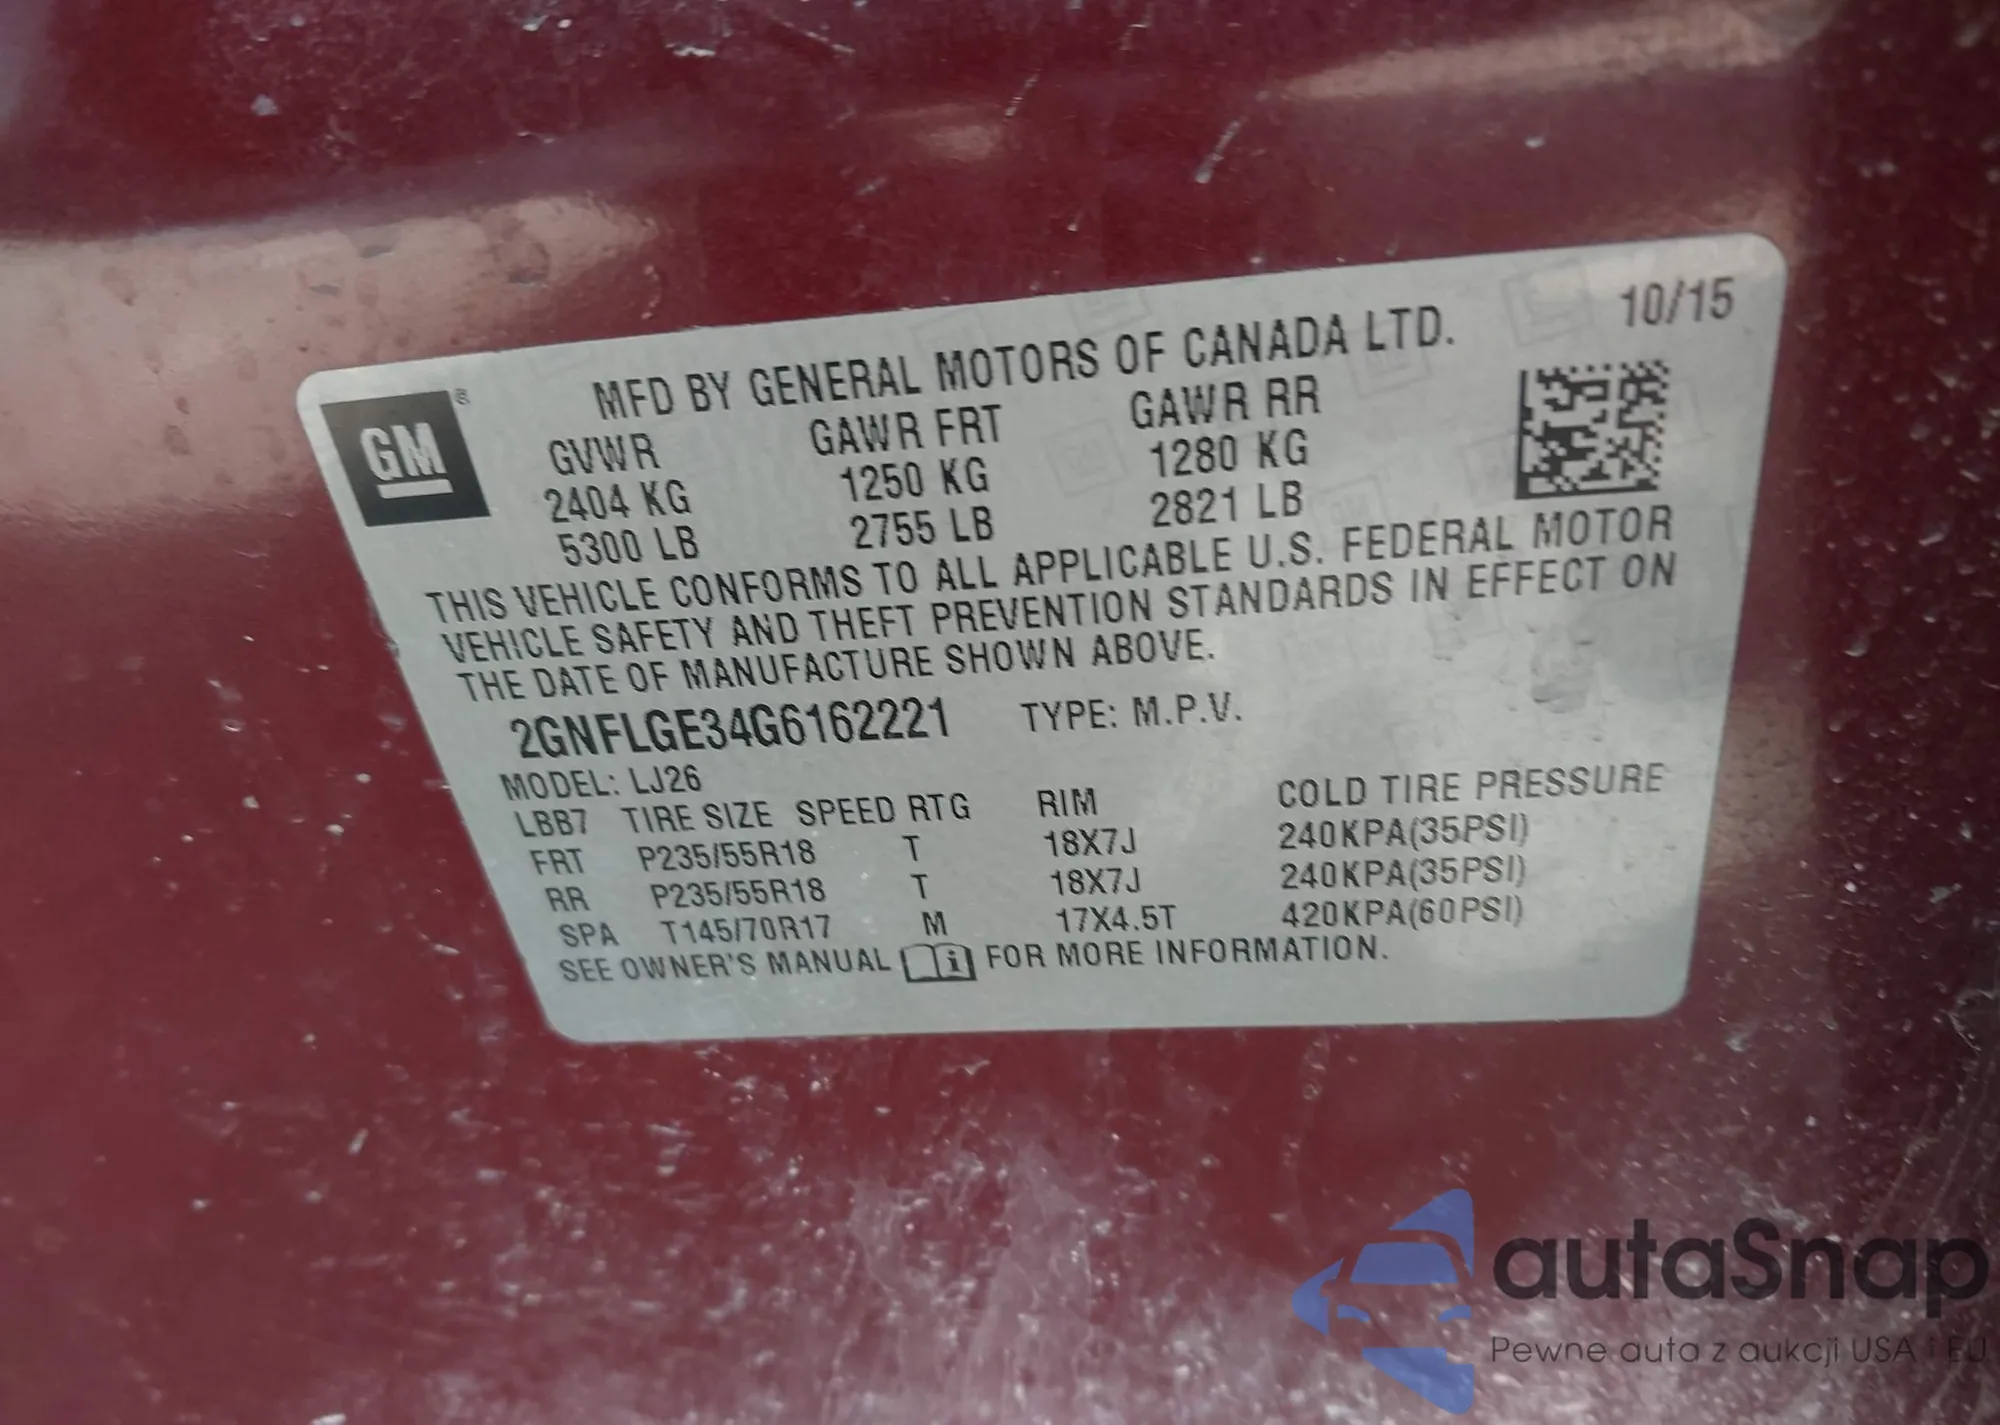 10/15
MFD BY GENERAL MOTORS OF CANADA LTD.
GM ®
GVWR GAWR FRT GAWR RR
2404 KG 1250 KG 1280 KG
5300 LB 2755 LB 2821 LB
THIS VEHICLE CONFORMS TO ALL APPLICABLE U.S. FEDERAL MOTOR
VEHICLE SAFETY AND THEFT PREVENTION STANDARDS IN EFFECT ON
THE DATE OF MANUFACTURE SHOWN ABOVE.
2GNFLGE34G6162221 TYPE: M.P.V.
MODEL: LJ26
LBB7 TIRE SIZE SPEED RTG RIM COLD TIRE PRESSURE
FRT P235/55R18 T 18X7J 240KPA(35PSI)
RR P235/55R18 T 18X7J 240KPA(35PSI)
SPA T145/70R17 M 17X4.5T 420KPA(60PSI)
SEE OWNER'S MANUAL i FOR MORE INFORMATION.
autaSnap
Pewne auta z aukcji USA i EU